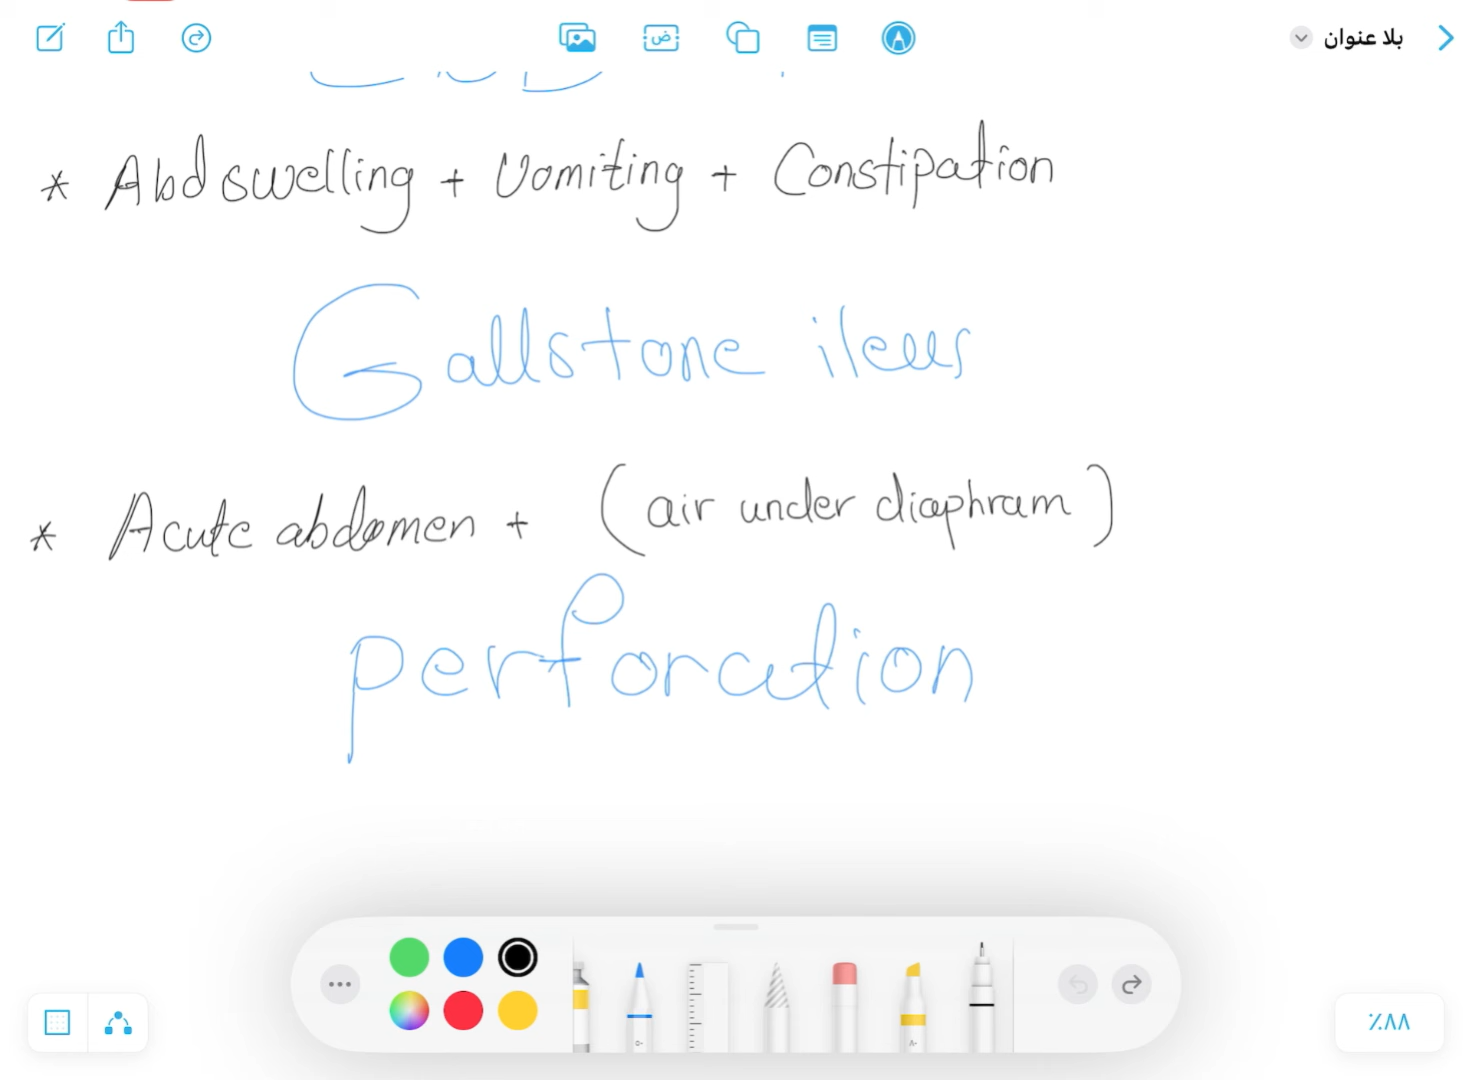 بلا عنوان
* Abd swelling + Vomiting + Constipation
Gallstone ileus
* Acute abdomen + (air under diaphram)
perforation
٪٨٨